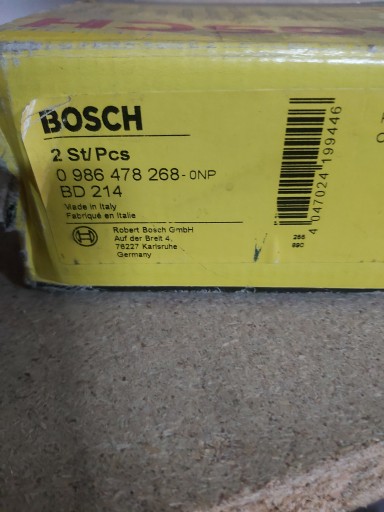 BOSCH
2 St/Pcs
0 986 478 268-0NP
BD 214
Made in Italy
Fabriqué en Italie
Robert Bosch GmbH
Auf der Breit 4,
76227 Karlsruhe
Germany
4 047024 199446